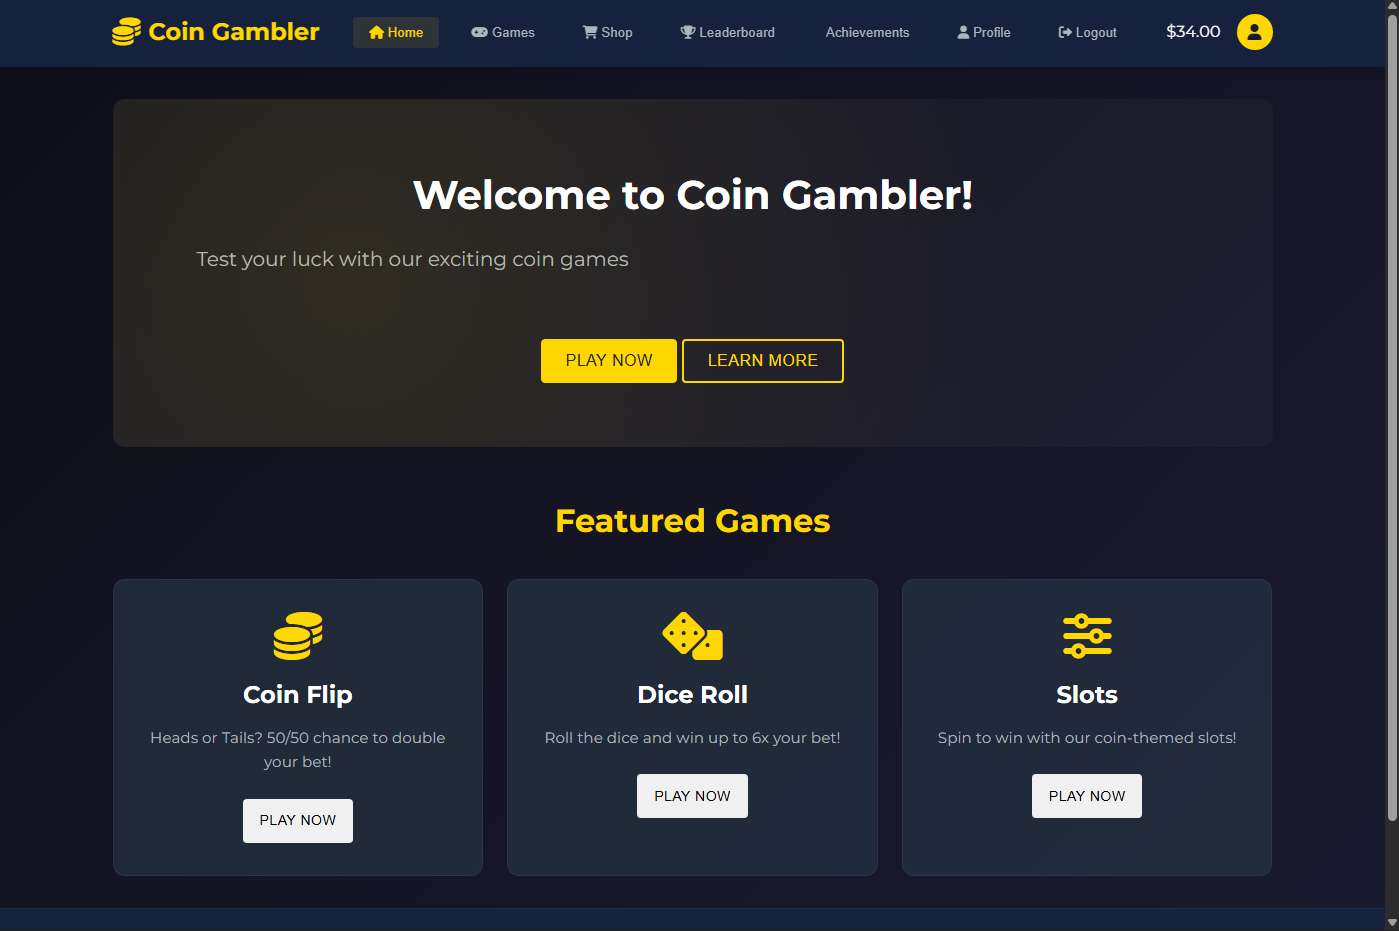 Coin Gambler
Home
Games
Shop
Leaderboard
Achievements
Profile
Logout
$34.00
Welcome to Coin Gambler!
Test your luck with our exciting coin games
PLAY NOW
LEARN MORE
Featured Games
Coin Flip
Heads or Tails? 50/50 chance to double
your bet!
PLAY NOW
Dice Roll
Roll the dice and win up to 6x your bet!
PLAY NOW
Slots
Spin to win with our coin-themed slots!
PLAY NOW